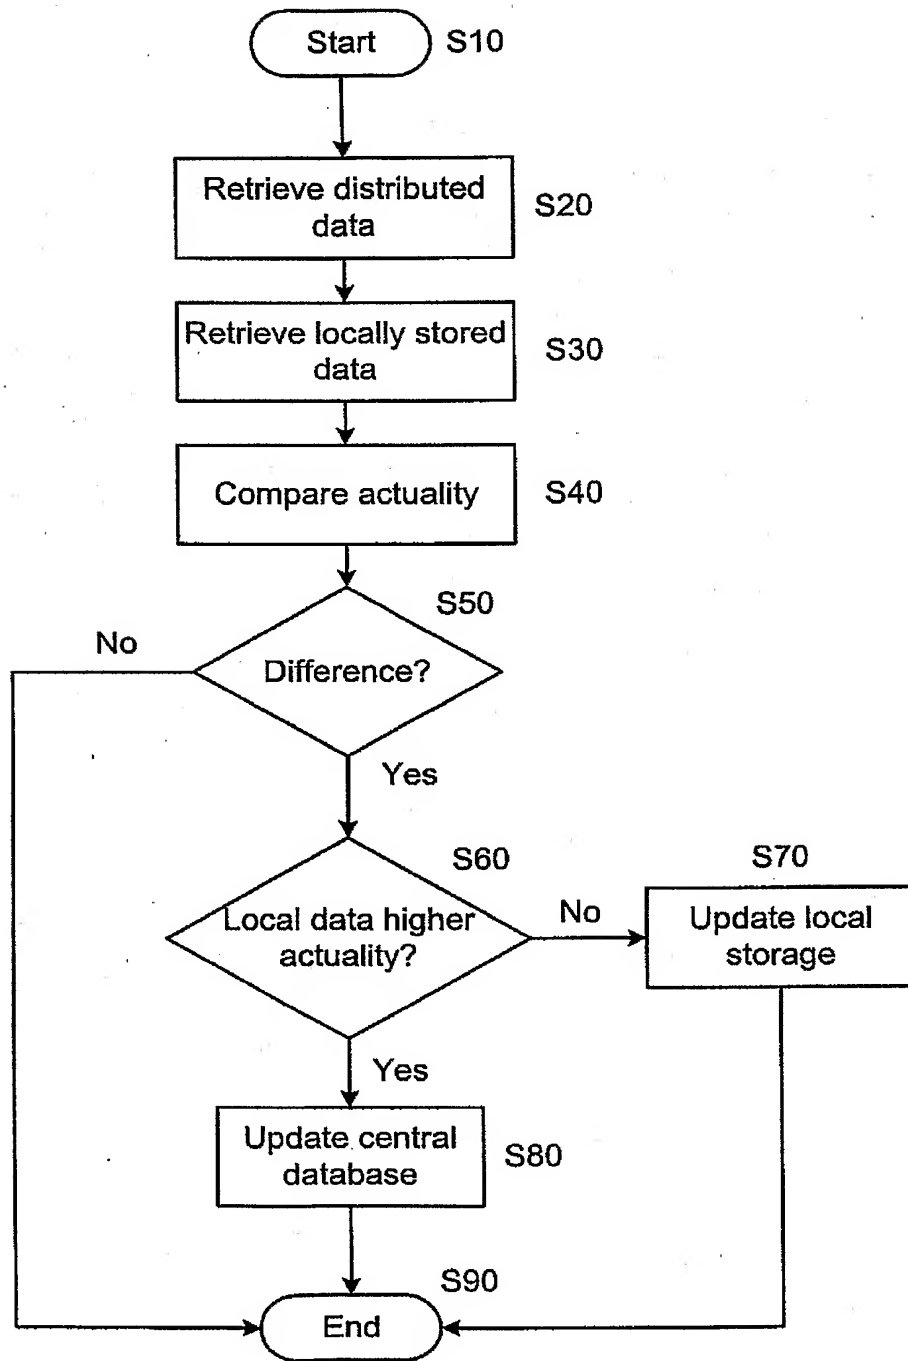 Start
S10
Retrieve distributed
data
S20
Retrieve locally stored
data
S30
Compare actuality
S40
S50
No
Difference?
Yes
S60
S70
Local data higher
actuality?
No
Update local
storage
Yes
Update central
database
S80
S90
End